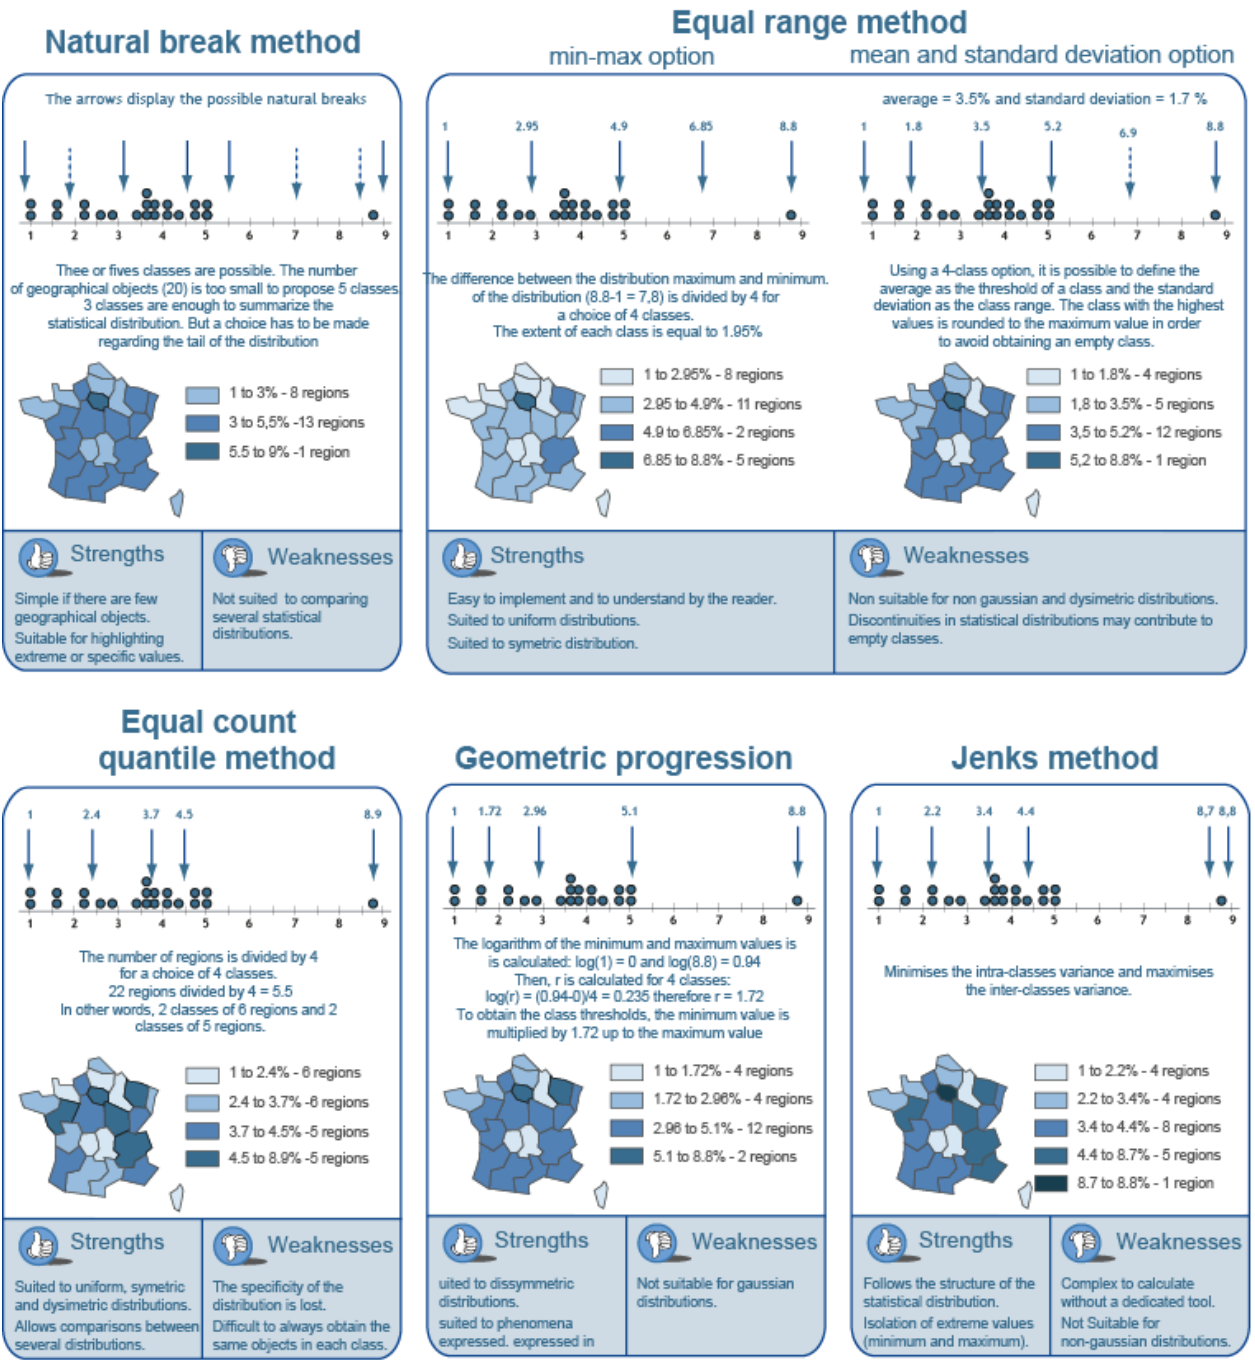 Natural break method
The arrows display the possible natural breaks
1 2 3 4 5 6 7 8 9
Thee or fives classes are possible. The number
of geographical objects (20) is too small to propose 5 classes
3 classes are enough to summarize the
statistical distribution. But a choice has to be made
regarding the tail of the distribution
1 to 3% - 8 regions
3 to 5,5% -13 regions
5.5 to 9% -1 region
Strengths
Simple if there are few
geographical objects.
Suitable for highlighting
extreme or specific values.
Weaknesses
Not suited to comparing
several statistical
distributions.
Equal range method
min-max option
1 2.95 4.9 6.85 8.8
1 2 3 4 5 6 7 8 9
The difference between the distribution maximum and minimum.
of the distribution (8.8-1 = 7,8) is divided by 4 for
a choice of 4 classes.
The extent of each class is equal to 1.95%
1 to 2.95% - 8 regions
2.95 to 4.9% - 11 regions
4.9 to 6.85% - 2 regions
6.85 to 8.8% - 5 regions
mean and standard deviation option
average = 3.5% and standard deviation = 1.7 %
1 1.8 3.5 5.2 6.9 8.8
1 2 3 4 5 6 7 8 9
Using a 4-class option, it is possible to define the
average as the threshold of a class and the standard
deviation as the class range. The class with the highest
values is rounded to the maximum value in order
to avoid obtaining an empty class.
1 to 1.8% - 4 regions
1,8 to 3.5% - 5 regions
3,5 to 5.2% - 12 regions
5,2 to 8.8% - 1 region
Strengths
Easy to implement and to understand by the reader.
Suited to uniform distributions.
Suited to symetric distribution.
Weaknesses
Non suitable for non gaussian and dysimetric distributions.
Discontinuities in statistical distributions may contribute to
empty classes.
Equal count
quantile method
1 2.4 3.7 4.5 8.9
1 2 3 4 5 6 7 8 9
The number of regions is divided by 4
for a choice of 4 classes.
22 regions divided by 4 = 5.5
In other words, 2 classes of 6 regions and 2
classes of 5 regions.
1 to 2.4% - 6 regions
2.4 to 3.7% -6 regions
3.7 to 4.5% -5 regions
4.5 to 8.9% -5 regions
Strengths
Suited to uniform, symetric
and dysimetric distributions.
Allows comparisons between
several distributions.
Weaknesses
The specificity of the
distribution is lost.
Difficult to always obtain the
same objects in each class.
Geometric progression
1 1.72 2.96 5.1 8.8
1 2 3 4 5 6 7 8 9
The logarithm of the minimum and maximum values is
is calculated: log(1) = 0 and log(8.8) = 0.94
Then, r is calculated for 4 classes:
log(r) = (0.94-0)/4 = 0.235 therefore r = 1.72
To obtain the class thresholds, the minimum value is
multiplied by 1.72 up to the maximum value
1 to 1.72% - 4 regions
1.72 to 2.96% - 4 regions
2.96 to 5.1% - 12 regions
5.1 to 8.8% - 2 regions
Strengths
uited to dissymmetric
distributions.
suited to phenomena
expressed. expressed in
Weaknesses
Not suitable for gaussian
distributions.
Jenks method
1 2.2 3.4 4.4 8,7 8,8
1 2 3 4 5 6 7 8 9
Minimises the intra-classes variance and maximises
the inter-classes variance.
1 to 2.2% - 4 regions
2.2 to 3.4% - 4 regions
3.4 to 4.4% - 8 regions
4.4 to 8.7% - 5 regions
8.7 to 8.8% - 1 region
Strengths
Follows the structure of the
statistical distribution.
Isolation of extreme values
(minimum and maximum).
Weaknesses
Complex to calculate
without a dedicated tool.
Not Suitable for
non-gaussian distributions.